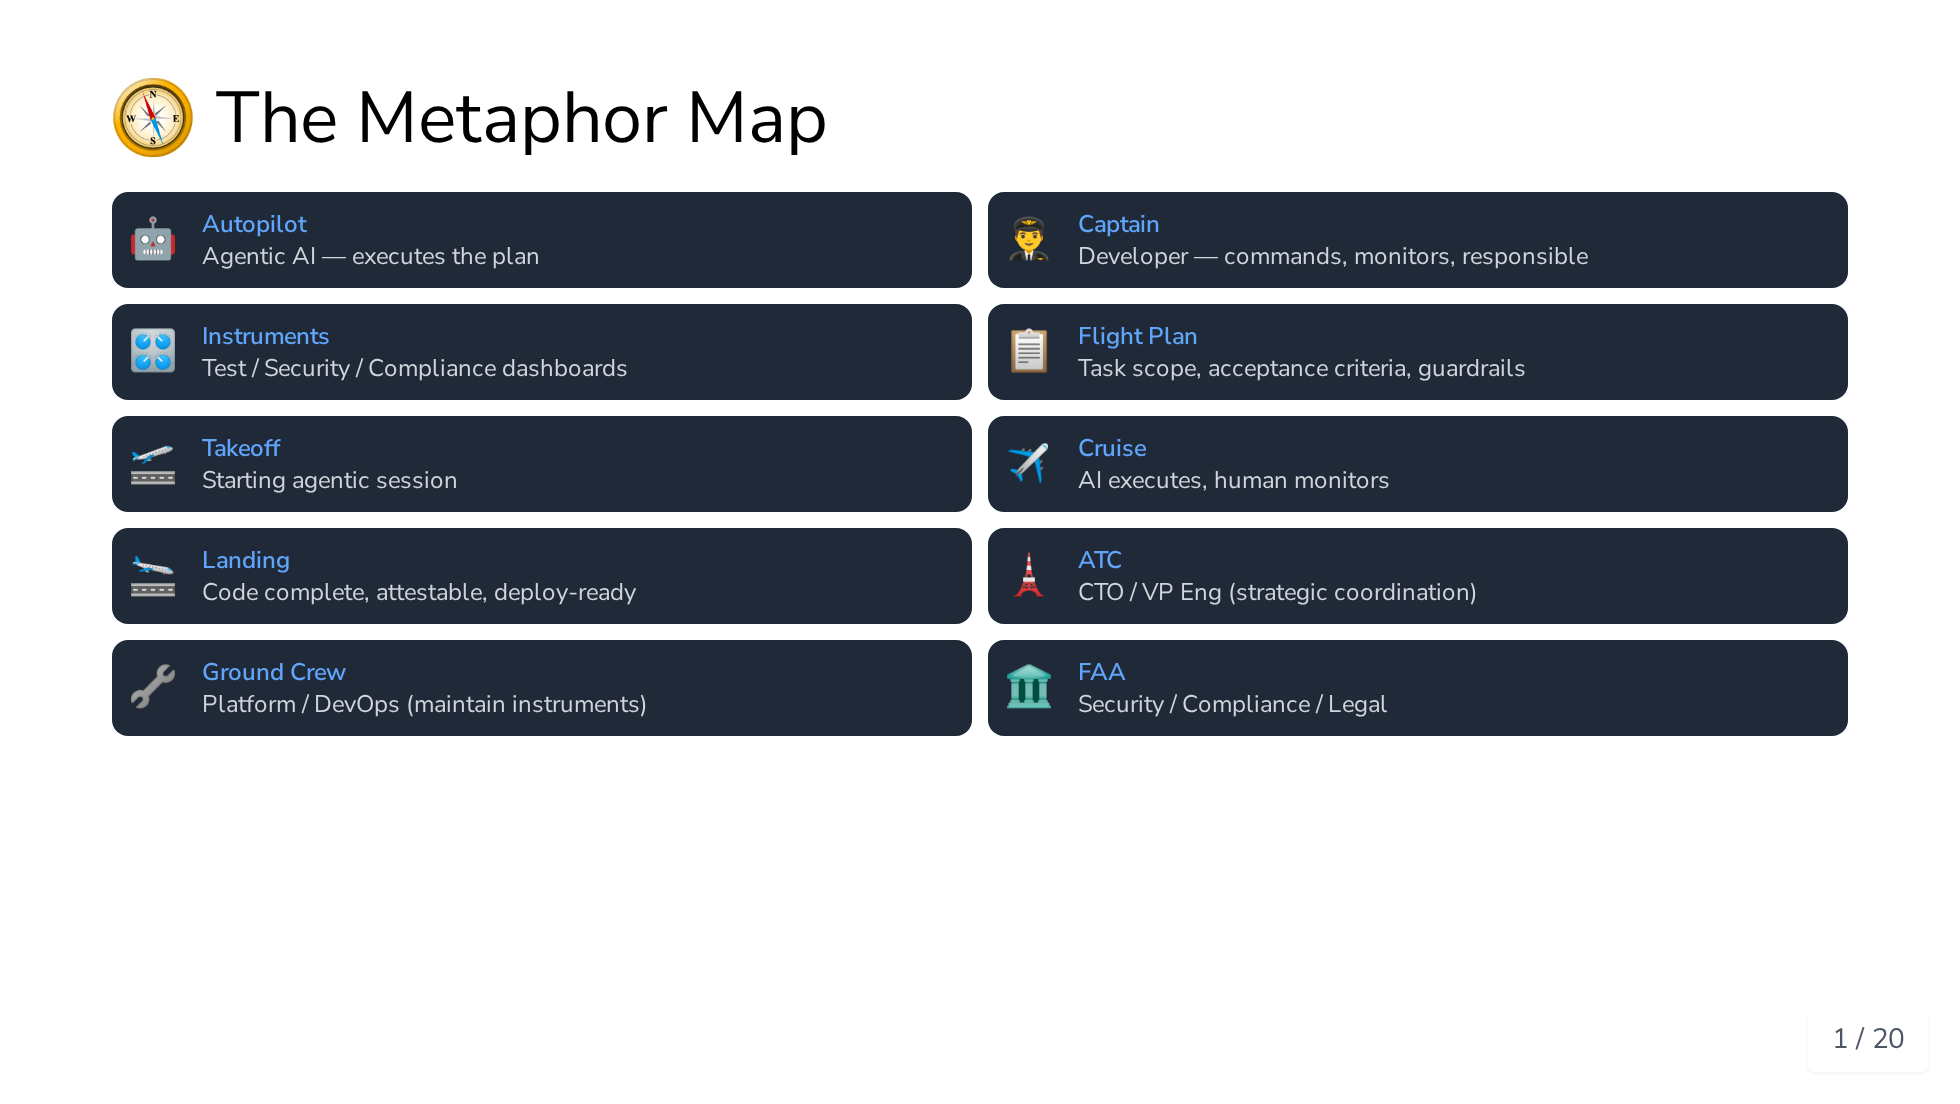 The Metaphor Map
Autopilot
Agentic AI — executes the plan
Captain
Developer — commands, monitors, responsible
Instruments
Test / Security / Compliance dashboards
Flight Plan
Task scope, acceptance criteria, guardrails
Takeoff
Starting agentic session
Cruise
AI executes, human monitors
Landing
Code complete, attestable, deploy-ready
ATC
CTO / VP Eng (strategic coordination)
Ground Crew
Platform / DevOps (maintain instruments)
FAA
Security / Compliance / Legal
1 / 20